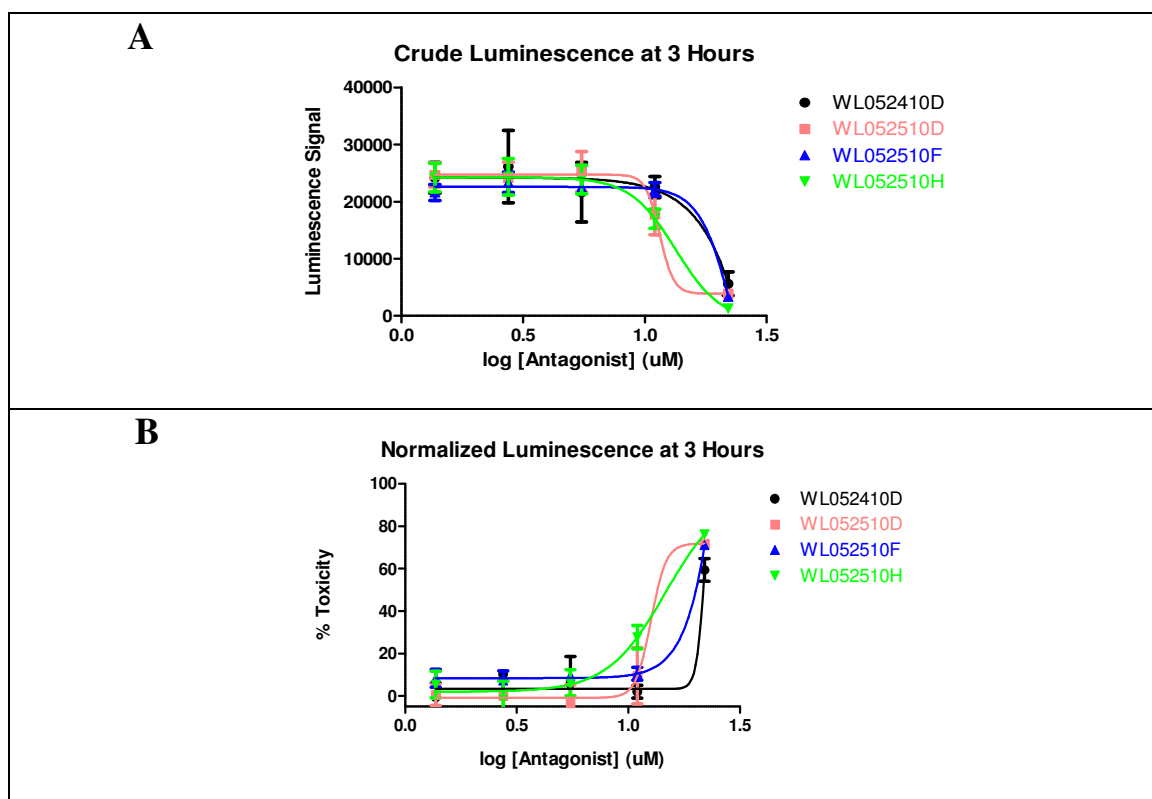 A
Crude Luminescence at 3 Hours
Luminescence Signal
40000
30000
20000
10000
0
0.0 0.5 1.0 1.5
log [Antagonist] (uM)
WL052410D
WL052510D
WL052510F
WL052510H
B
Normalized Luminescence at 3 Hours
% Toxicity
100
80
60
40
20
0
0.0 0.5 1.0 1.5
log [Antagonist] (uM)
WL052410D
WL052510D
WL052510F
WL052510H